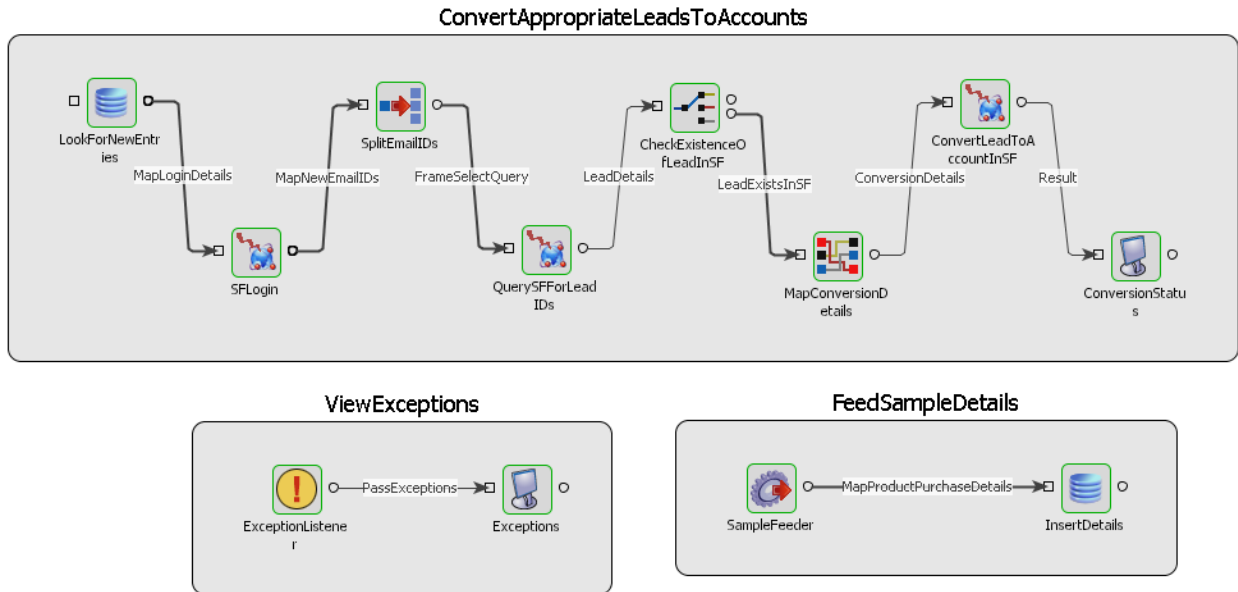 ConvertAppropriateLeadsToAccounts
LookForNewEntr
ies
MapLoginDetails
SFLogin
MapNewEmailIDs
SplitEmailIDs
FrameSelectQuery
QuerySFForLead
IDs
LeadDetails
CheckExistenceO
fLeadInSF
LeadExistsInSF
MapConversionD
etails
ConversionDetails
ConvertLeadToA
ccountInSF
Result
ConversionStatu
s
ViewExceptions
ExceptionListene
r
PassExceptions
Exceptions
FeedSampleDetails
SampleFeeder
MapProductPurchaseDetails
InsertDetails